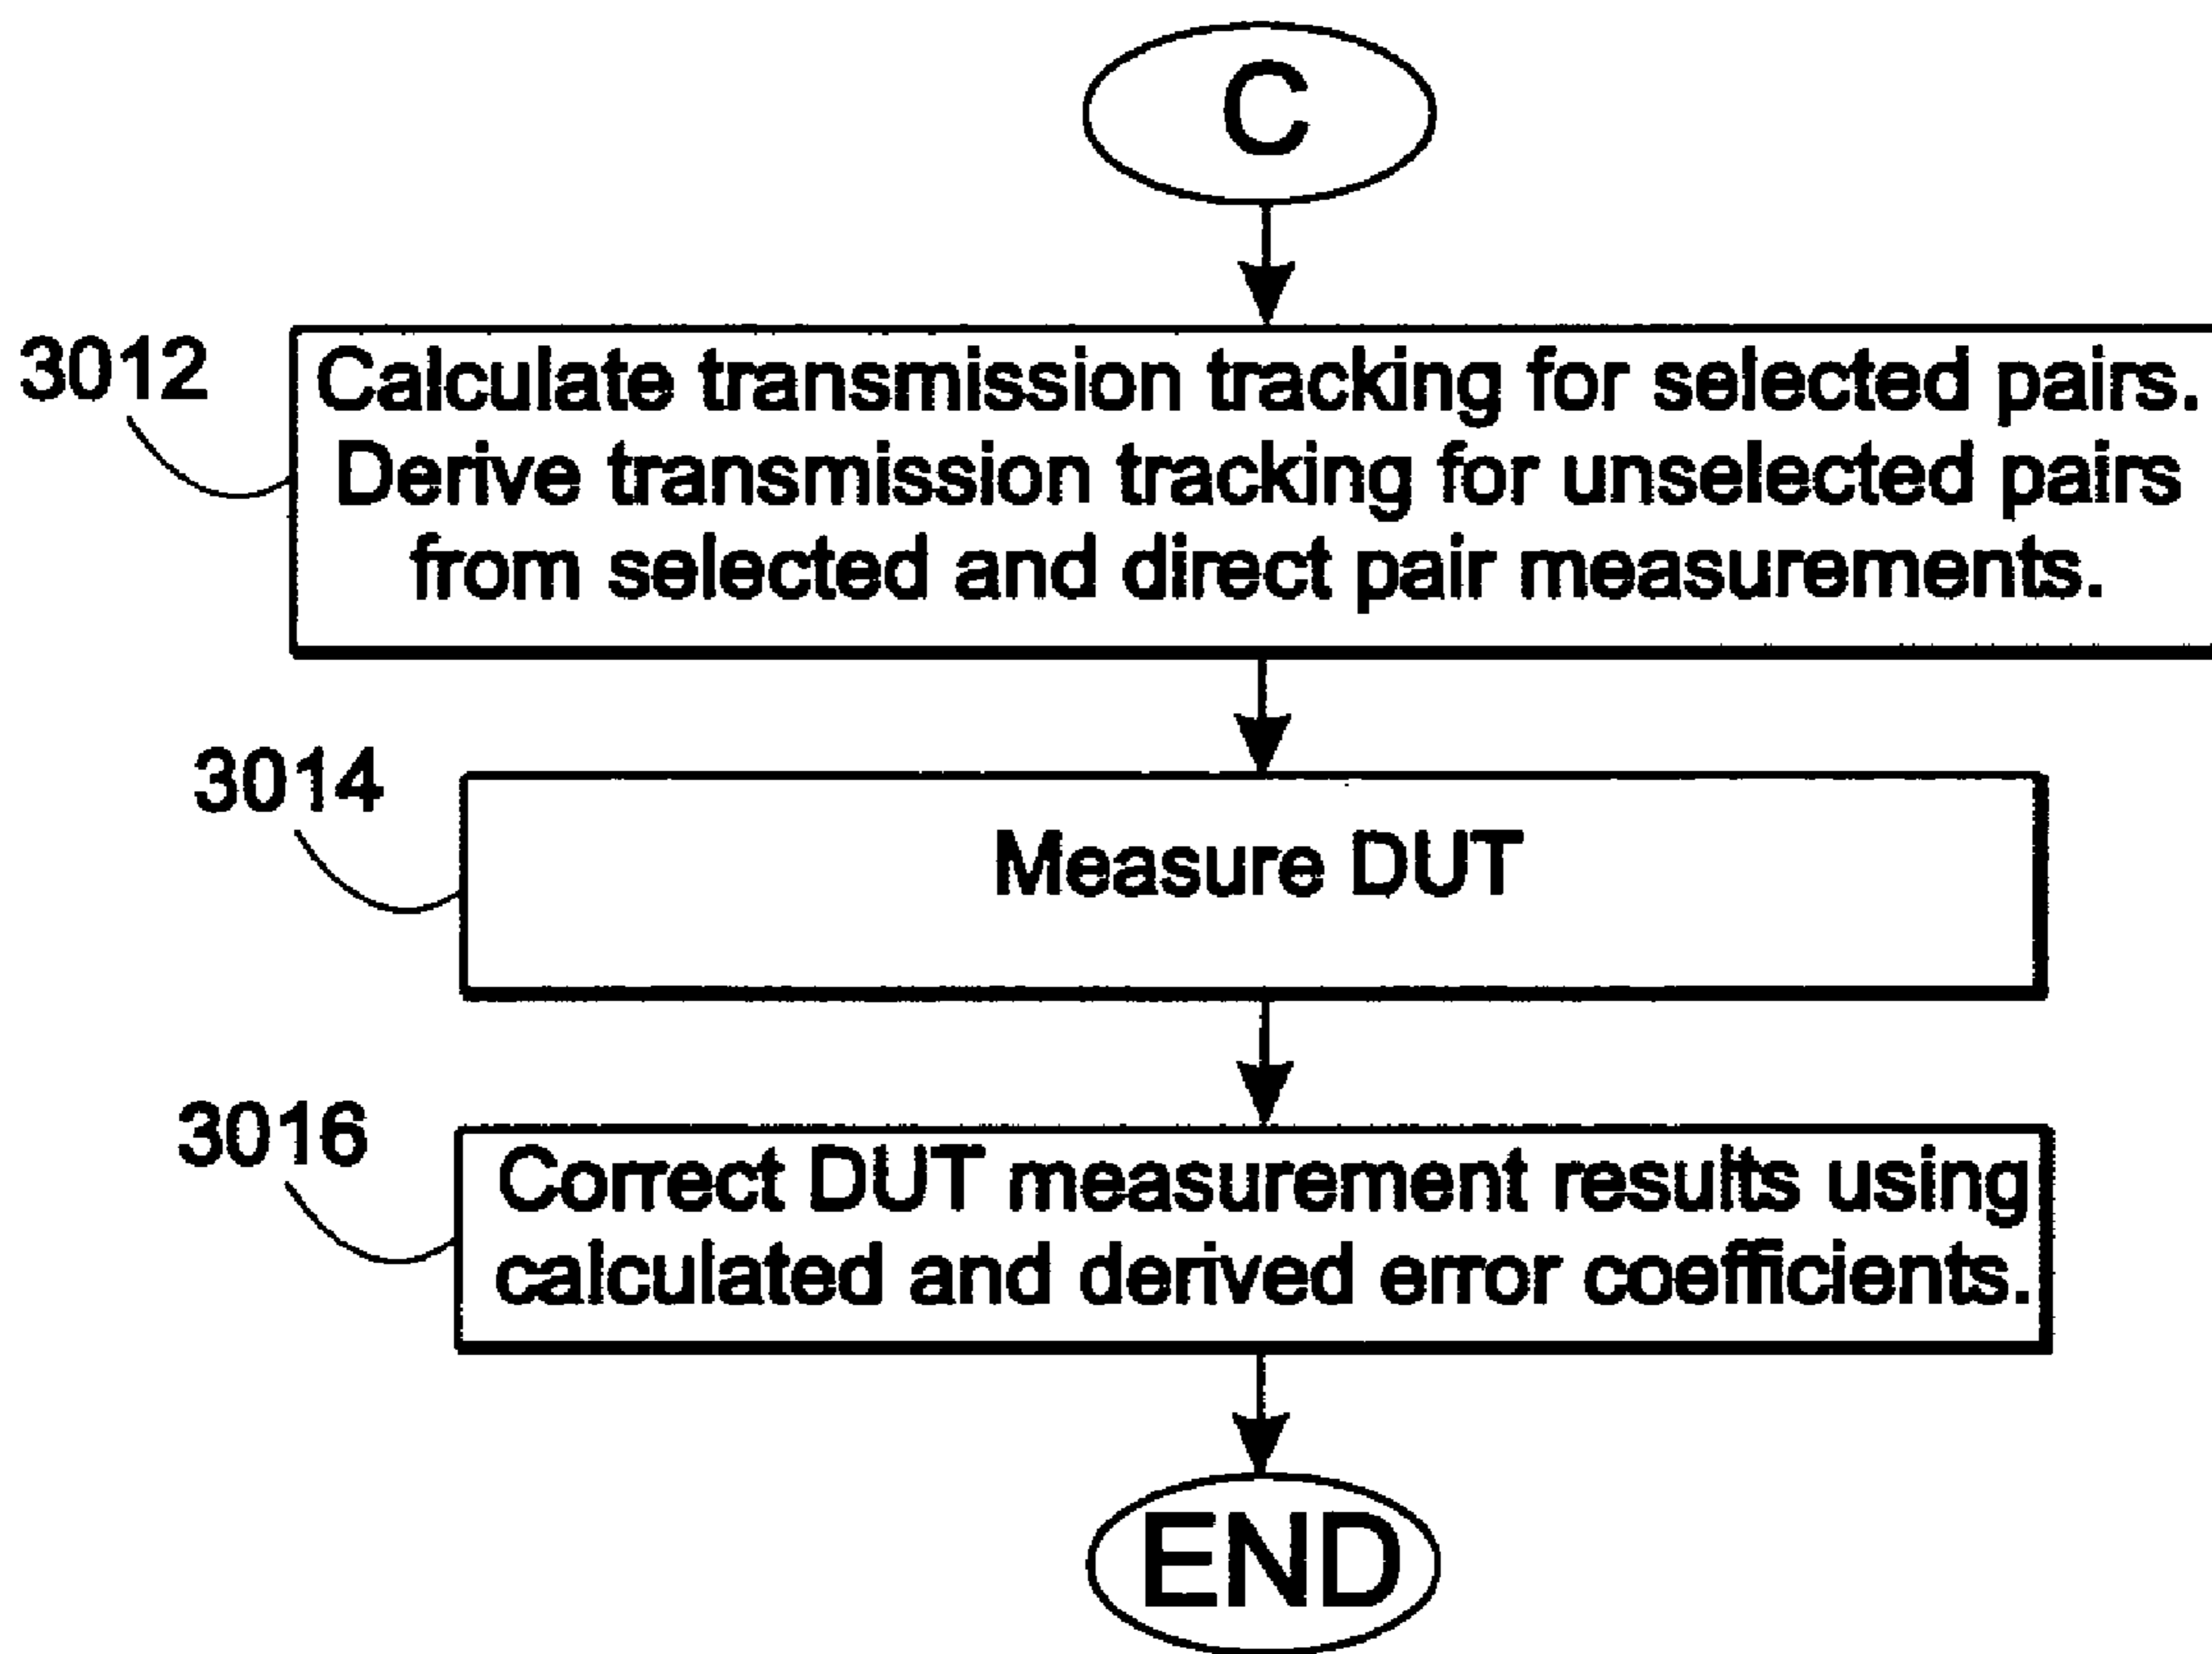 C
3012
Calculate transmission tracking for selected pairs.
Derive transmission tracking for unselected pairs
from selected and direct pair measurements.
3014
Measure DUT
3016
Correct DUT measurement results using
calculated and derived error coefficients.
END